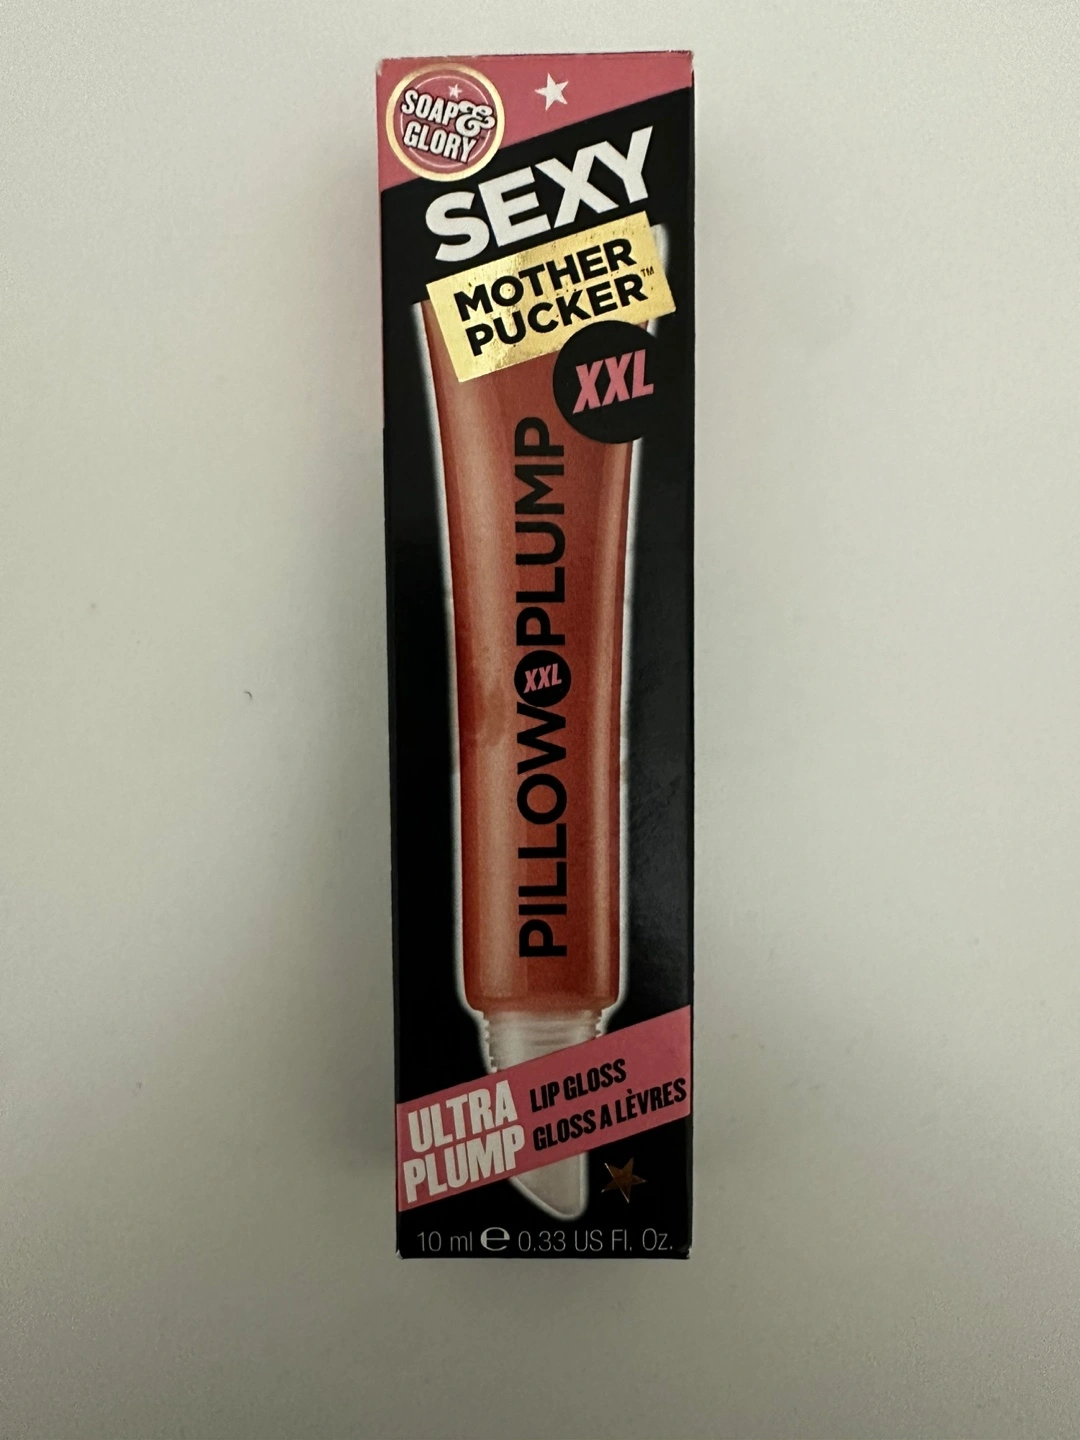 SOAP&
GLORY
SEXY
MOTHER
PUCKER™
XXL
PILLOW XXL PLUMP
ULTRA
PLUMP
LIP GLOSS
GLOSS A LÈVRES
10 ml ℮ 0.33 US Fl. Oz.